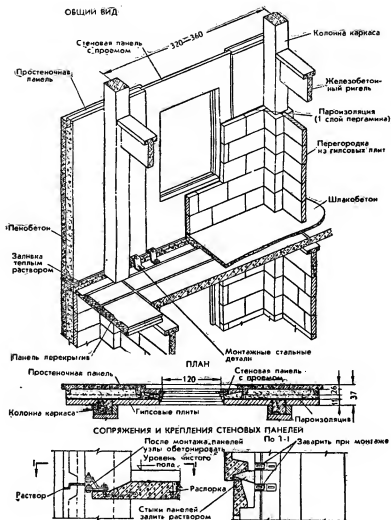 ОБЩИЙ ВИД
Колонна каркаса
Стеновая панель
с проемом
320–360
Простеночная
панель
Железобетон-
ный ригель
Пароизоляция
(1 слой пергамина)
Перегородка
из гипсовых плит
Шлакобетон
Пенобетон
Заливка
теплым
раствором
Панель перекрытия
Монтажные стальные
детали
ПЛАН
Простеночная панель
120
Стеновая панель
с проемом
26
37
Колонна каркаса
Гипсовые плиты
Пароизоляция
СОПРЯЖЕНИЯ И КРЕПЛЕНИЯ СТЕНОВЫХ ПАНЕЛЕЙ
После монтажа панелей
узлы обетонировать
По 1-1
Заварить при монтаже
Уровень чистого
пола
Раствор
Распорка
Стыки панелей
залить раствором